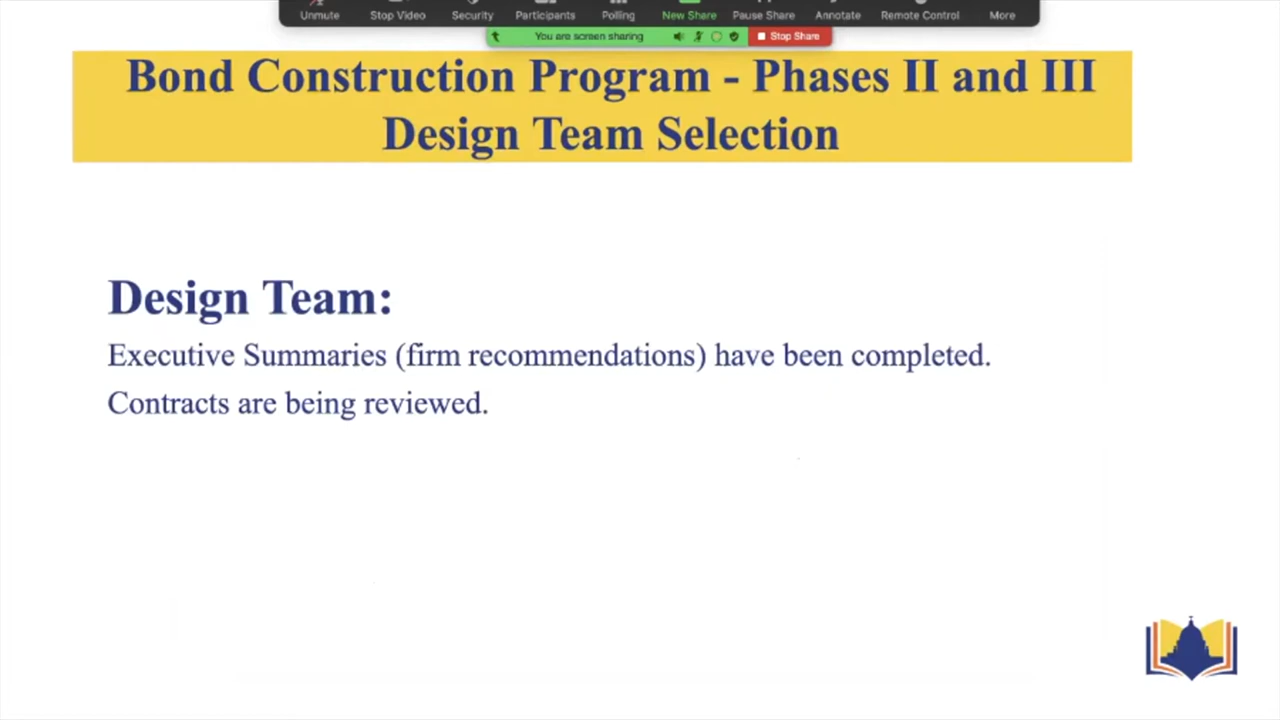 Unmute Stop Video Security Participants Polling New Share Pause Share Annotate Remote Control More
You are screen sharing Stop Share
Bond Construction Program - Phases II and III
Design Team Selection
Design Team:
Executive Summaries (firm recommendations) have been completed.
Contracts are being reviewed.